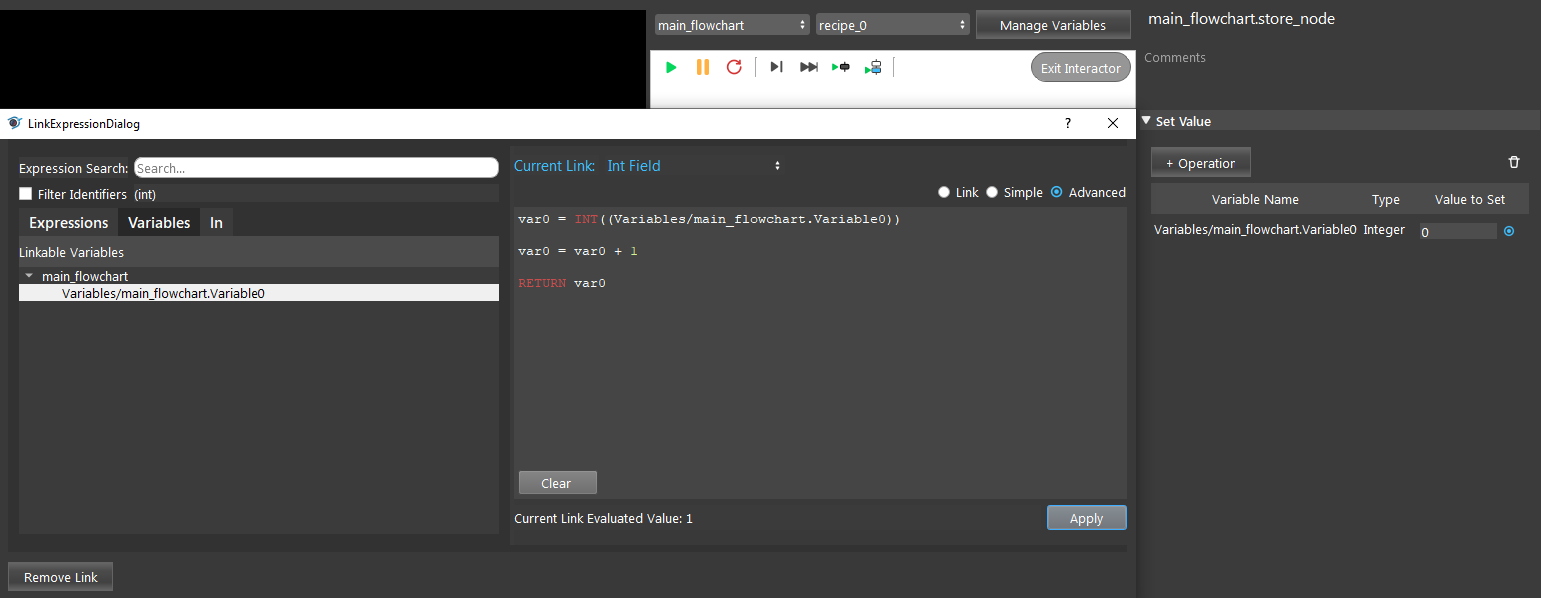 main_flowchart
recipe_0
Manage Variables
Exit Interactor
main_flowchart.store_node
Comments
LinkExpressionDialog
?
Expression Search:
Search...
Filter Identifiers (int)
Expressions
Variables
In
Linkable Variables
main_flowchart
Variables/main_flowchart.Variable0
Current Link: Int Field
Link
Simple
Advanced
var0 = INT((Variables/main_flowchart.Variable0))
var0 = var0 + 1
RETURN var0
Clear
Current Link Evaluated Value: 1
Apply
Remove Link
Set Value
+ Operation
Variable Name Type Value to Set
Variables/main_flowchart.Variable0 Integer 0